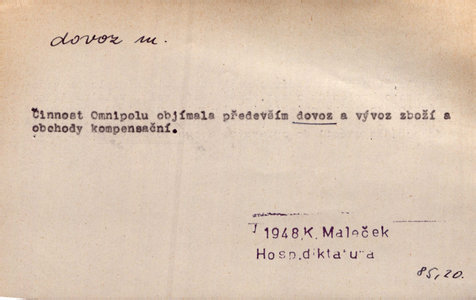 dovoz m.
Činnost Omnipolu objímala především dovoz a vývoz zboží a
obchody kompensační.
1948, K. Maleček
Hosp. diktatura
85, 20.